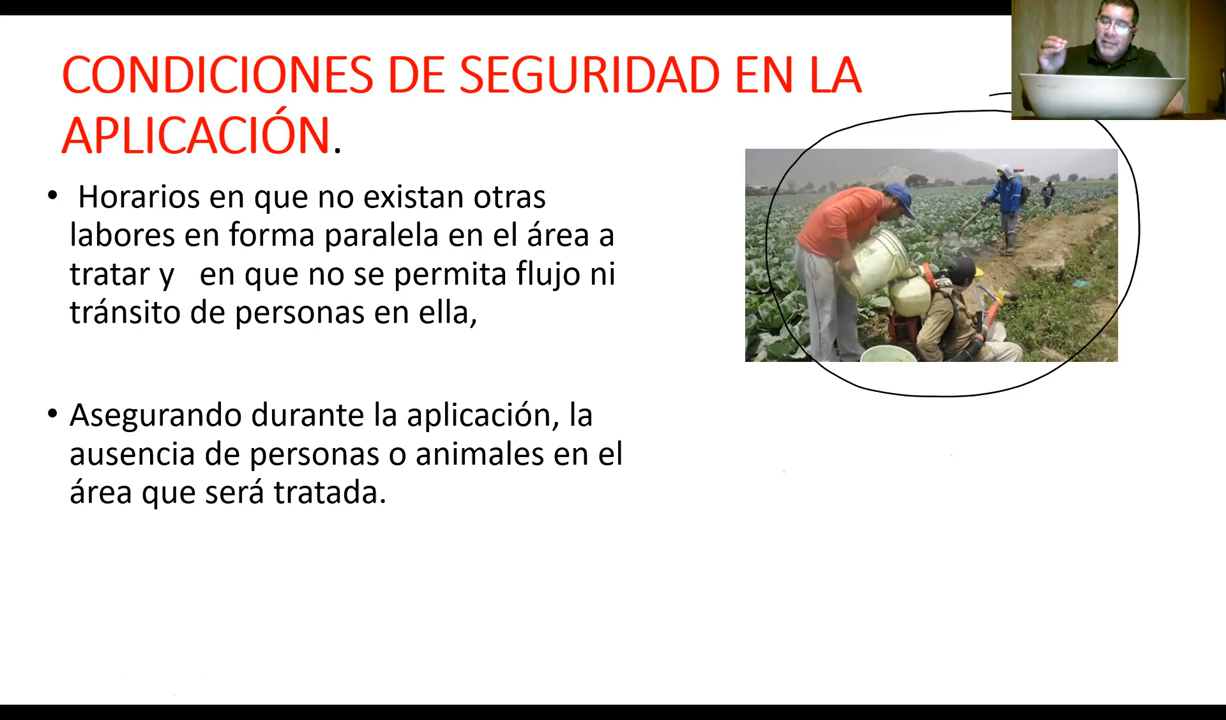 CONDICIONES DE SEGURIDAD EN LA
APLICACIÓN.
• Horarios en que no existan otras
labores en forma paralela en el área a
tratar y en que no se permita flujo ni
tránsito de personas en ella,
• Asegurando durante la aplicación, la
ausencia de personas o animales en el
área que será tratada.